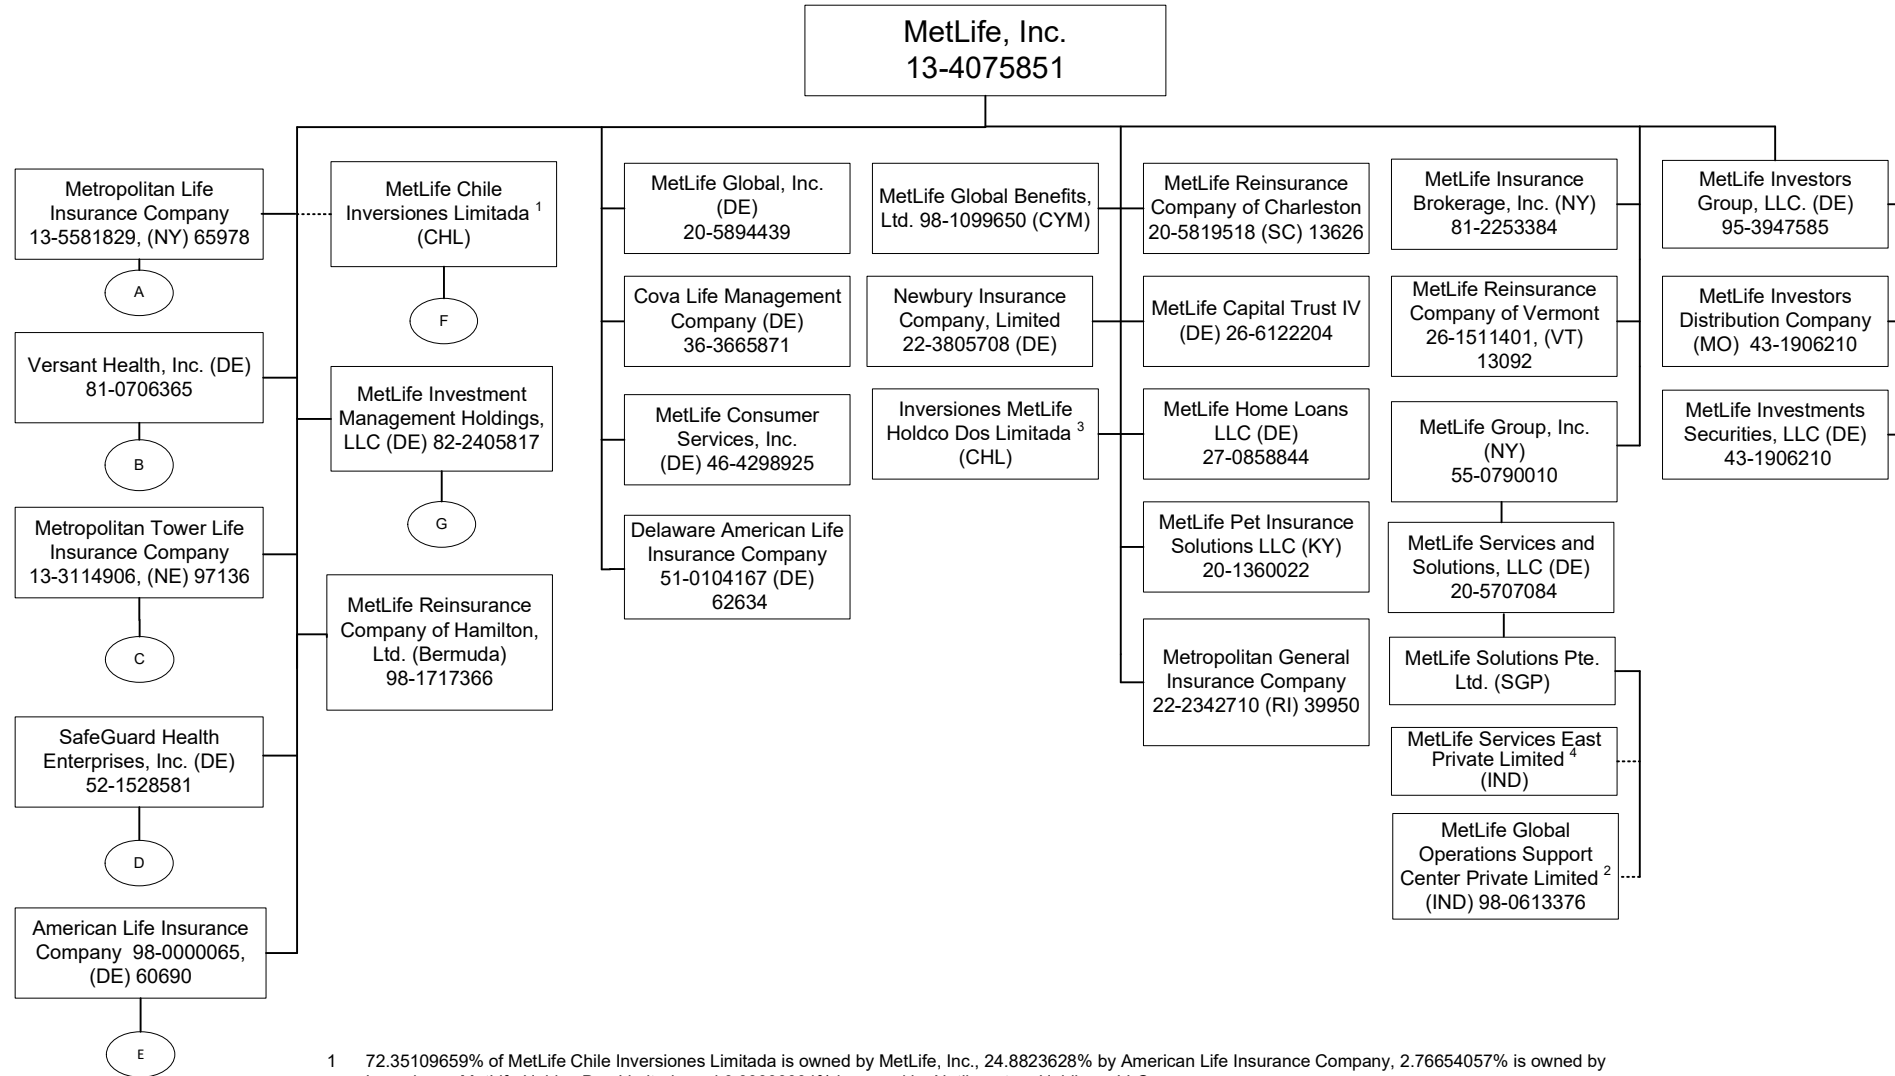 MetLife, Inc.
13-4075851
Metropolitan Life
Insurance Company
13-5581829, (NY) 65978
A
Versant Health, Inc. (DE)
81-0706365
B
Metropolitan Tower Life
Insurance Company
13-3114906, (NE) 97136
C
SafeGuard Health
Enterprises, Inc. (DE)
52-1528581
D
American Life Insurance
Company 98-0000065,
(DE) 60690
E
MetLife Chile
Inversiones Limitada 1
(CHL)
F
MetLife Investment
Management Holdings,
LLC (DE) 82-2405817
G
MetLife Reinsurance
Company of Hamilton,
Ltd. (Bermuda)
98-1717366
MetLife Global, Inc.
(DE)
20-5894439
Cova Life Management
Company (DE)
36-3665871
MetLife Consumer
Services, Inc.
(DE) 46-4298925
Delaware American Life
Insurance Company
51-0104167 (DE)
62634
MetLife Global Benefits,
Ltd. 98-1099650 (CYM)
Newbury Insurance
Company, Limited
22-3805708 (DE)
Inversiones MetLife
Holdco Dos Limitada 3
(CHL)
MetLife Reinsurance
Company of Charleston
20-5819518 (SC) 13626
MetLife Capital Trust IV
(DE) 26-6122204
MetLife Home Loans
LLC (DE)
27-0858844
MetLife Pet Insurance
Solutions LLC (KY)
20-1360022
Metropolitan General
Insurance Company
22-2342710 (RI) 39950
MetLife Insurance
Brokerage, Inc. (NY)
81-2253384
MetLife Reinsurance
Company of Vermont
26-1511401, (VT)
13092
MetLife Group, Inc.
(NY)
55-0790010
MetLife Services and
Solutions, LLC (DE)
20-5707084
MetLife Solutions Pte.
Ltd. (SGP)
MetLife Services East
Private Limited 4
(IND)
MetLife Global
Operations Support
Center Private Limited 2
(IND) 98-0613376
MetLife Investors
Group, LLC. (DE)
95-3947585
MetLife Investors
Distribution Company
(MO) 43-1906210
MetLife Investments
Securities, LLC (DE)
43-1906210
1 72.35109659% of MetLife Chile Inversiones Limitada is owned by MetLife, Inc., 24.8823628% by American Life Insurance Company, 2.76654057% is owned by